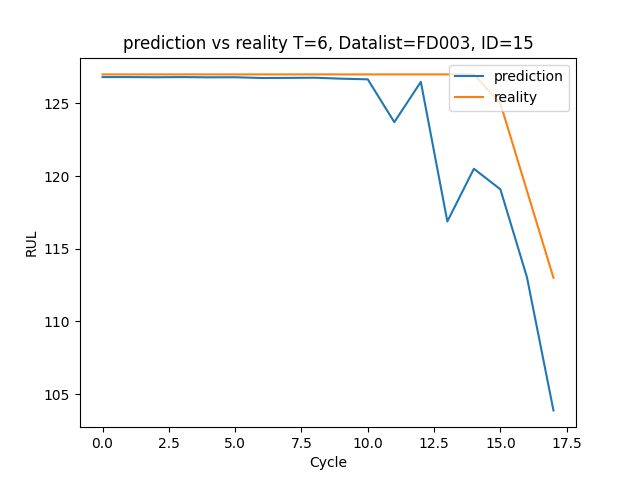 prediction vs reality T=6, Datalist=FD003, ID=15
prediction
reality
125
120
115
110
105
RUL
0.0 2.5 5.0 7.5 10.0 12.5 15.0 17.5
Cycle